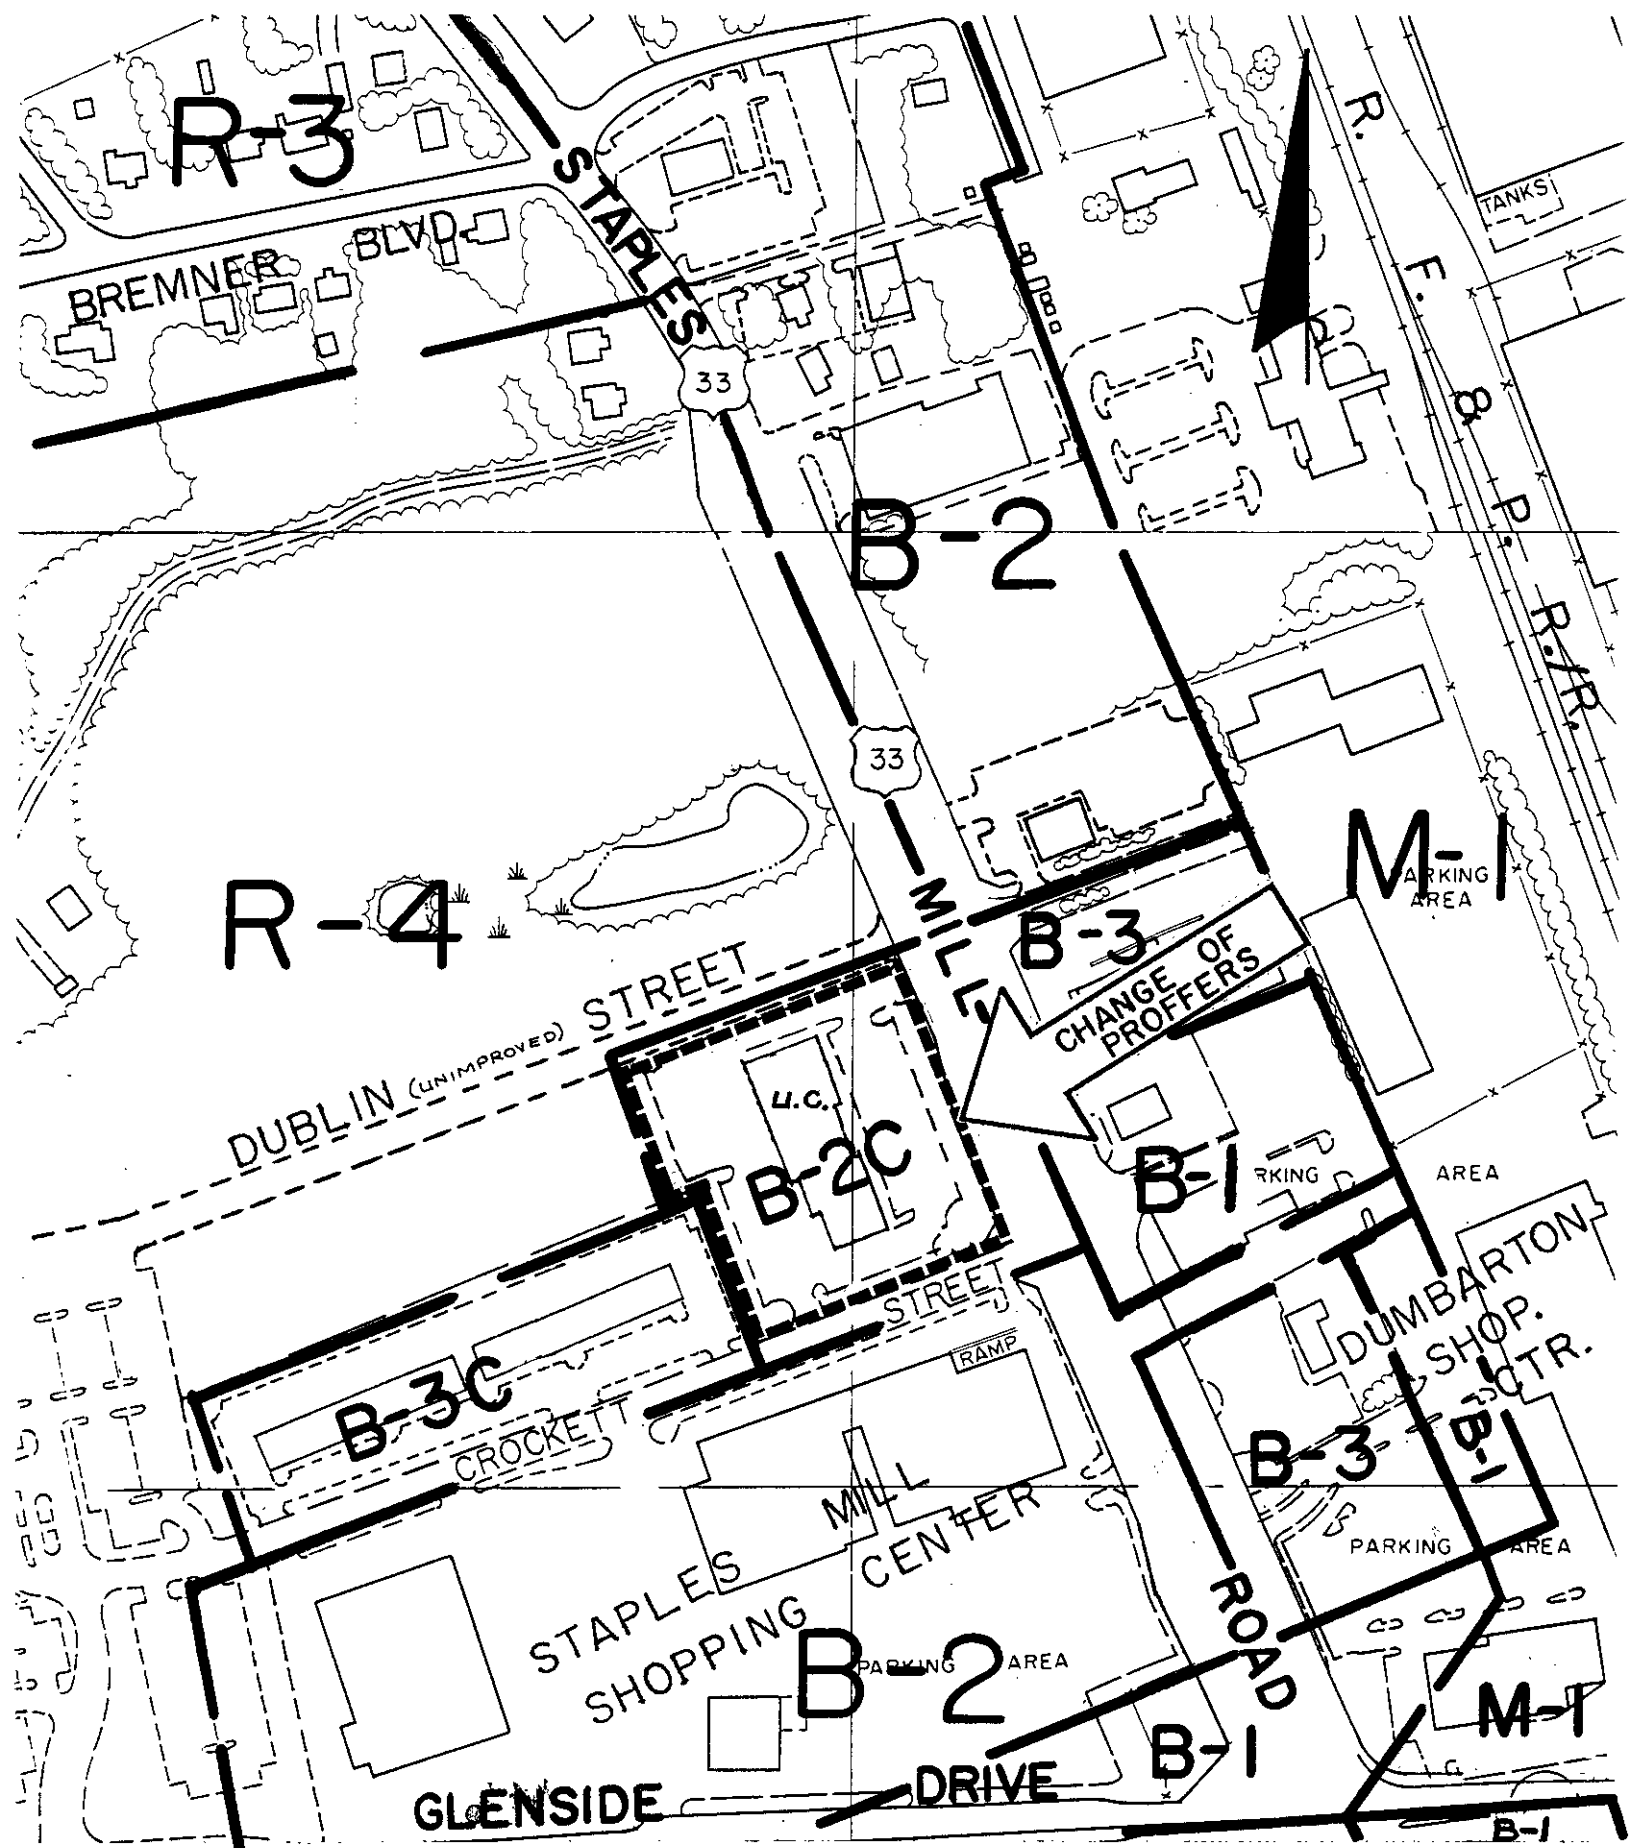 R-3
STAPLES
R.
TANKS
BLVD.
BREMNER
F.
33
&
B-2
P.
R./R.
33
M-1
PARKING
AREA
R-4
MILL
B-3
CHANGE OF
PROFFERS
DUBLIN (UNIMPROVED) STREET
U.C.
B-2C
B-1
RKING
AREA
STREET
DUMBARTON
SHOP.
CTR.
RAMP
B-3C
CROCKETT
B-3
B-1
MILL
CENTER
PARKING
AREA
STAPLES
SHOPPING
ROAD
B-2
PARKING
AREA
M-1
B-1
GLENSIDE
DRIVE
B-1